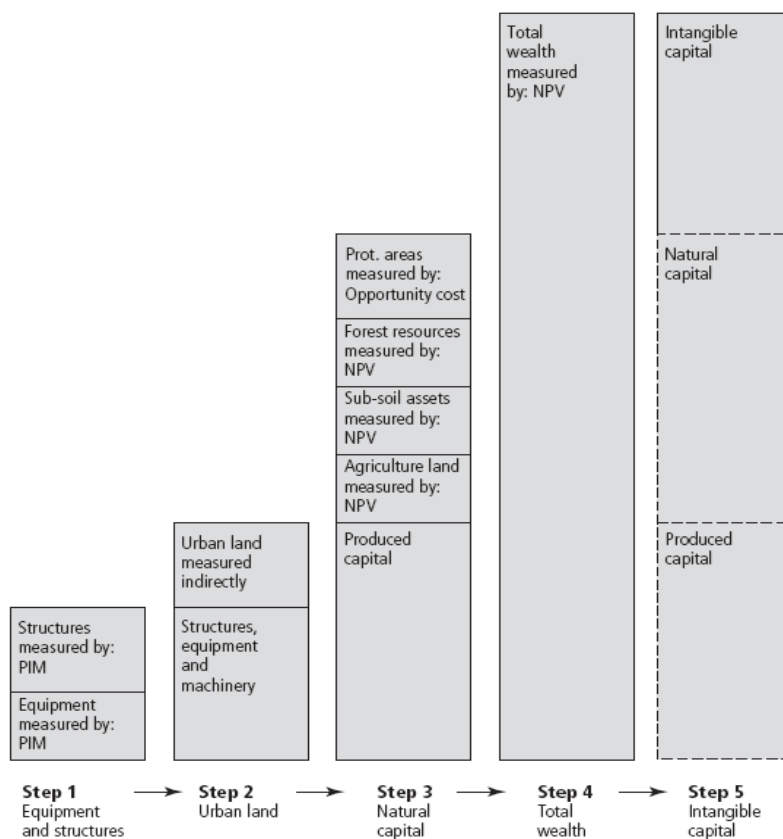 Total
wealth
measured
by: NPV
Intangible
capital
Prot. areas
measured by:
Opportunity cost
Natural
capital
Forest resources
measured by:
NPV
Sub-soil assets
measured by:
NPV
Agriculture land
measured by:
NPV
Urban land
measured
indirectly
Produced
capital
Produced
capital
Structures
measured by:
PIM
Structures,
equipment
and
machinery
Equipment
measured by:
PIM
Step 1
Equipment
and structures
Step 2
Urban land
Step 3
Natural
capital
Step 4
Total
wealth
Step 5
Intangible
capital